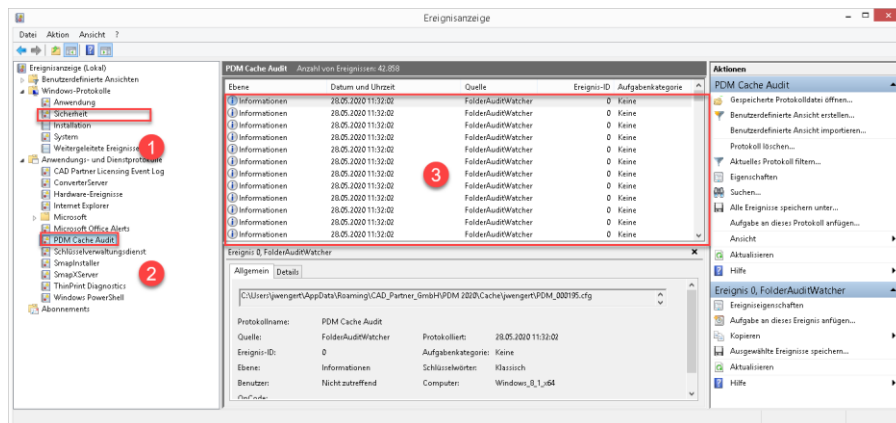 Ereignisanzeige
Datei Aktion Ansicht ?
Ereignisanzeige (Lokal)
Benutzerdefinierte Ansichten
Windows-Protokolle
Anwendung
Sicherheit
Installation
System
Weitergeleitete Ereignisse
1
Anwendungs- und Dienstprotokolle
CAD Partner Licensing Event Log
ConverterServer
Hardware-Ereignisse
Internet Explorer
Microsoft
Microsoft Office Alerts
PDM Cache Audit
Schlüsselverwaltungsdienst
SmapInstaller
2
SmapXServer
ThinPrint Diagnostics
Windows PowerShell
Abonnements
PDM Cache Audit Anzahl von Ereignissen: 42.858
Ebene Datum und Uhrzeit Quelle Ereignis-ID Aufgabenkategorie
Informationen 28.05.2020 11:32:02 FolderAuditWatcher 0 Keine
Informationen 28.05.2020 11:32:02 FolderAuditWatcher 0 Keine
Informationen 28.05.2020 11:32:02 FolderAuditWatcher 0 Keine
Informationen 28.05.2020 11:32:02 FolderAuditWatcher 0 Keine
Informationen 28.05.2020 11:32:02 FolderAuditWatcher 0 Keine
Informationen 28.05.2020 11:32:02 FolderAuditWatcher 0 Keine
3
Informationen 28.05.2020 11:32:02 FolderAuditWatcher 0 Keine
Informationen 28.05.2020 11:32:02 FolderAuditWatcher 0 Keine
Informationen 28.05.2020 11:32:02 FolderAuditWatcher 0 Keine
Informationen 28.05.2020 11:32:02 FolderAuditWatcher 0 Keine
Informationen 28.05.2020 11:32:02 FolderAuditWatcher 0 Keine
Informationen 28.05.2020 11:32:02 FolderAuditWatcher 0 Keine
Ereignis 0, FolderAuditWatcher
Allgemein Details
C:\Users\jwengert\AppData\Roaming\CAD_Partner_GmbH\PDM 2020\Cache\jwengert\PDM_000195.cfg
Protokollname: PDM Cache Audit
Quelle: FolderAuditWatcher Protokolliert: 28.05.2020 11:32:02
Ereignis-ID: 0 Aufgabenkategorie: Keine
Ebene: Informationen Schlüsselwörter: Klassisch
Benutzer: Nicht zutreffend Computer: Windows_8_1_x64
OpCode:
Aktionen
PDM Cache Audit
Gespeicherte Protokolldatei öffnen...
Benutzerdefinierte Ansicht erstellen...
Benutzerdefinierte Ansicht importieren...
Protokoll löschen...
Aktuelles Protokoll filtern...
Eigenschaften
Suchen...
Alle Ereignisse speichern unter...
Aufgabe an dieses Protokoll anfügen...
Ansicht
Aktualisieren
Hilfe
Ereignis 0, FolderAuditWatcher
Ereigniseigenschaften
Aufgabe an dieses Ereignis anfügen...
Kopieren
Ausgewählte Ereignisse speichern...
Aktualisieren
Hilfe